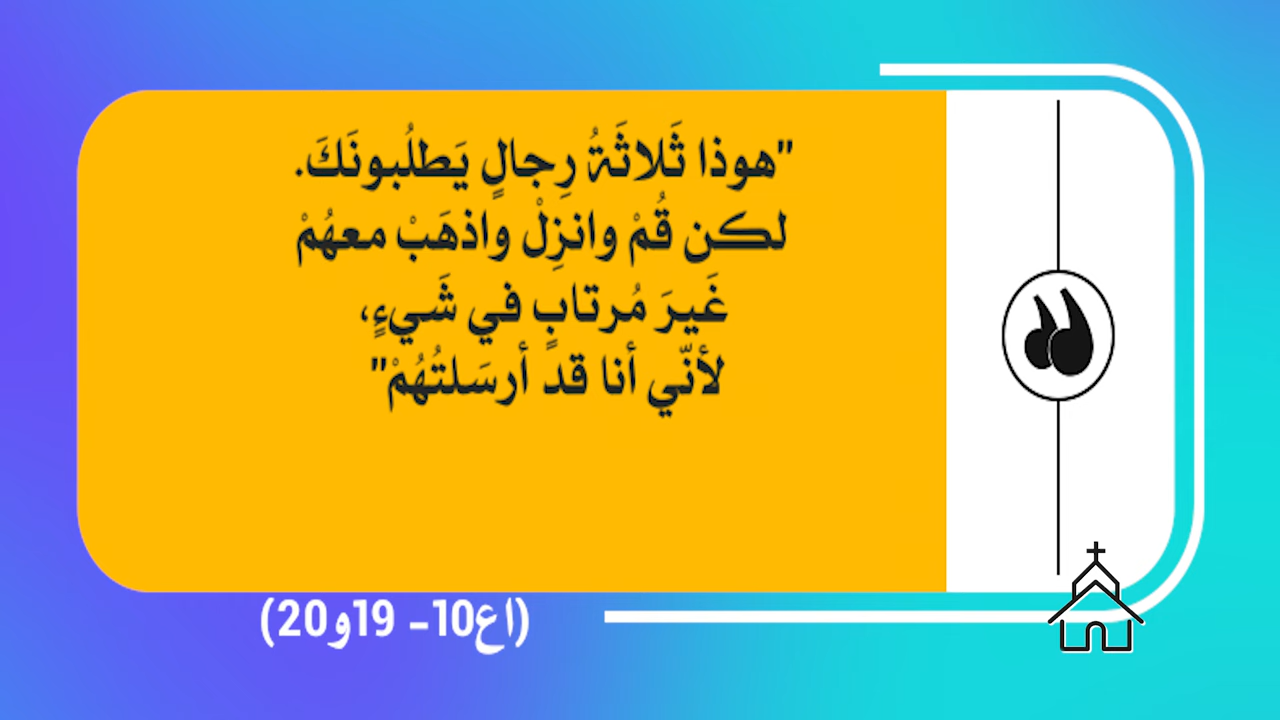 "هوذا ثَلاثَةُ رِجالٍ يَطلُبونَكَ.
لكن قُمْ وانزِلْ واذهَبْ معهُمْ
غَيرَ مُرتابٍ في شَيءٍ،
لأنّي أنا قد أرسَلتُهُمْ"
(اع10- 19و20)